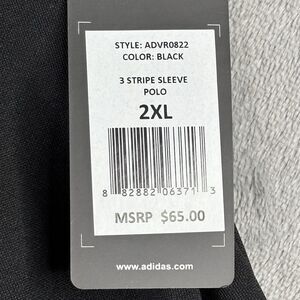 STYLE: ADVR0822
COLOR: BLACK
3 STRIPE SLEEVE
POLO
2XL
8 82882 06371 3
MSRP $65.00
www.adidas.com